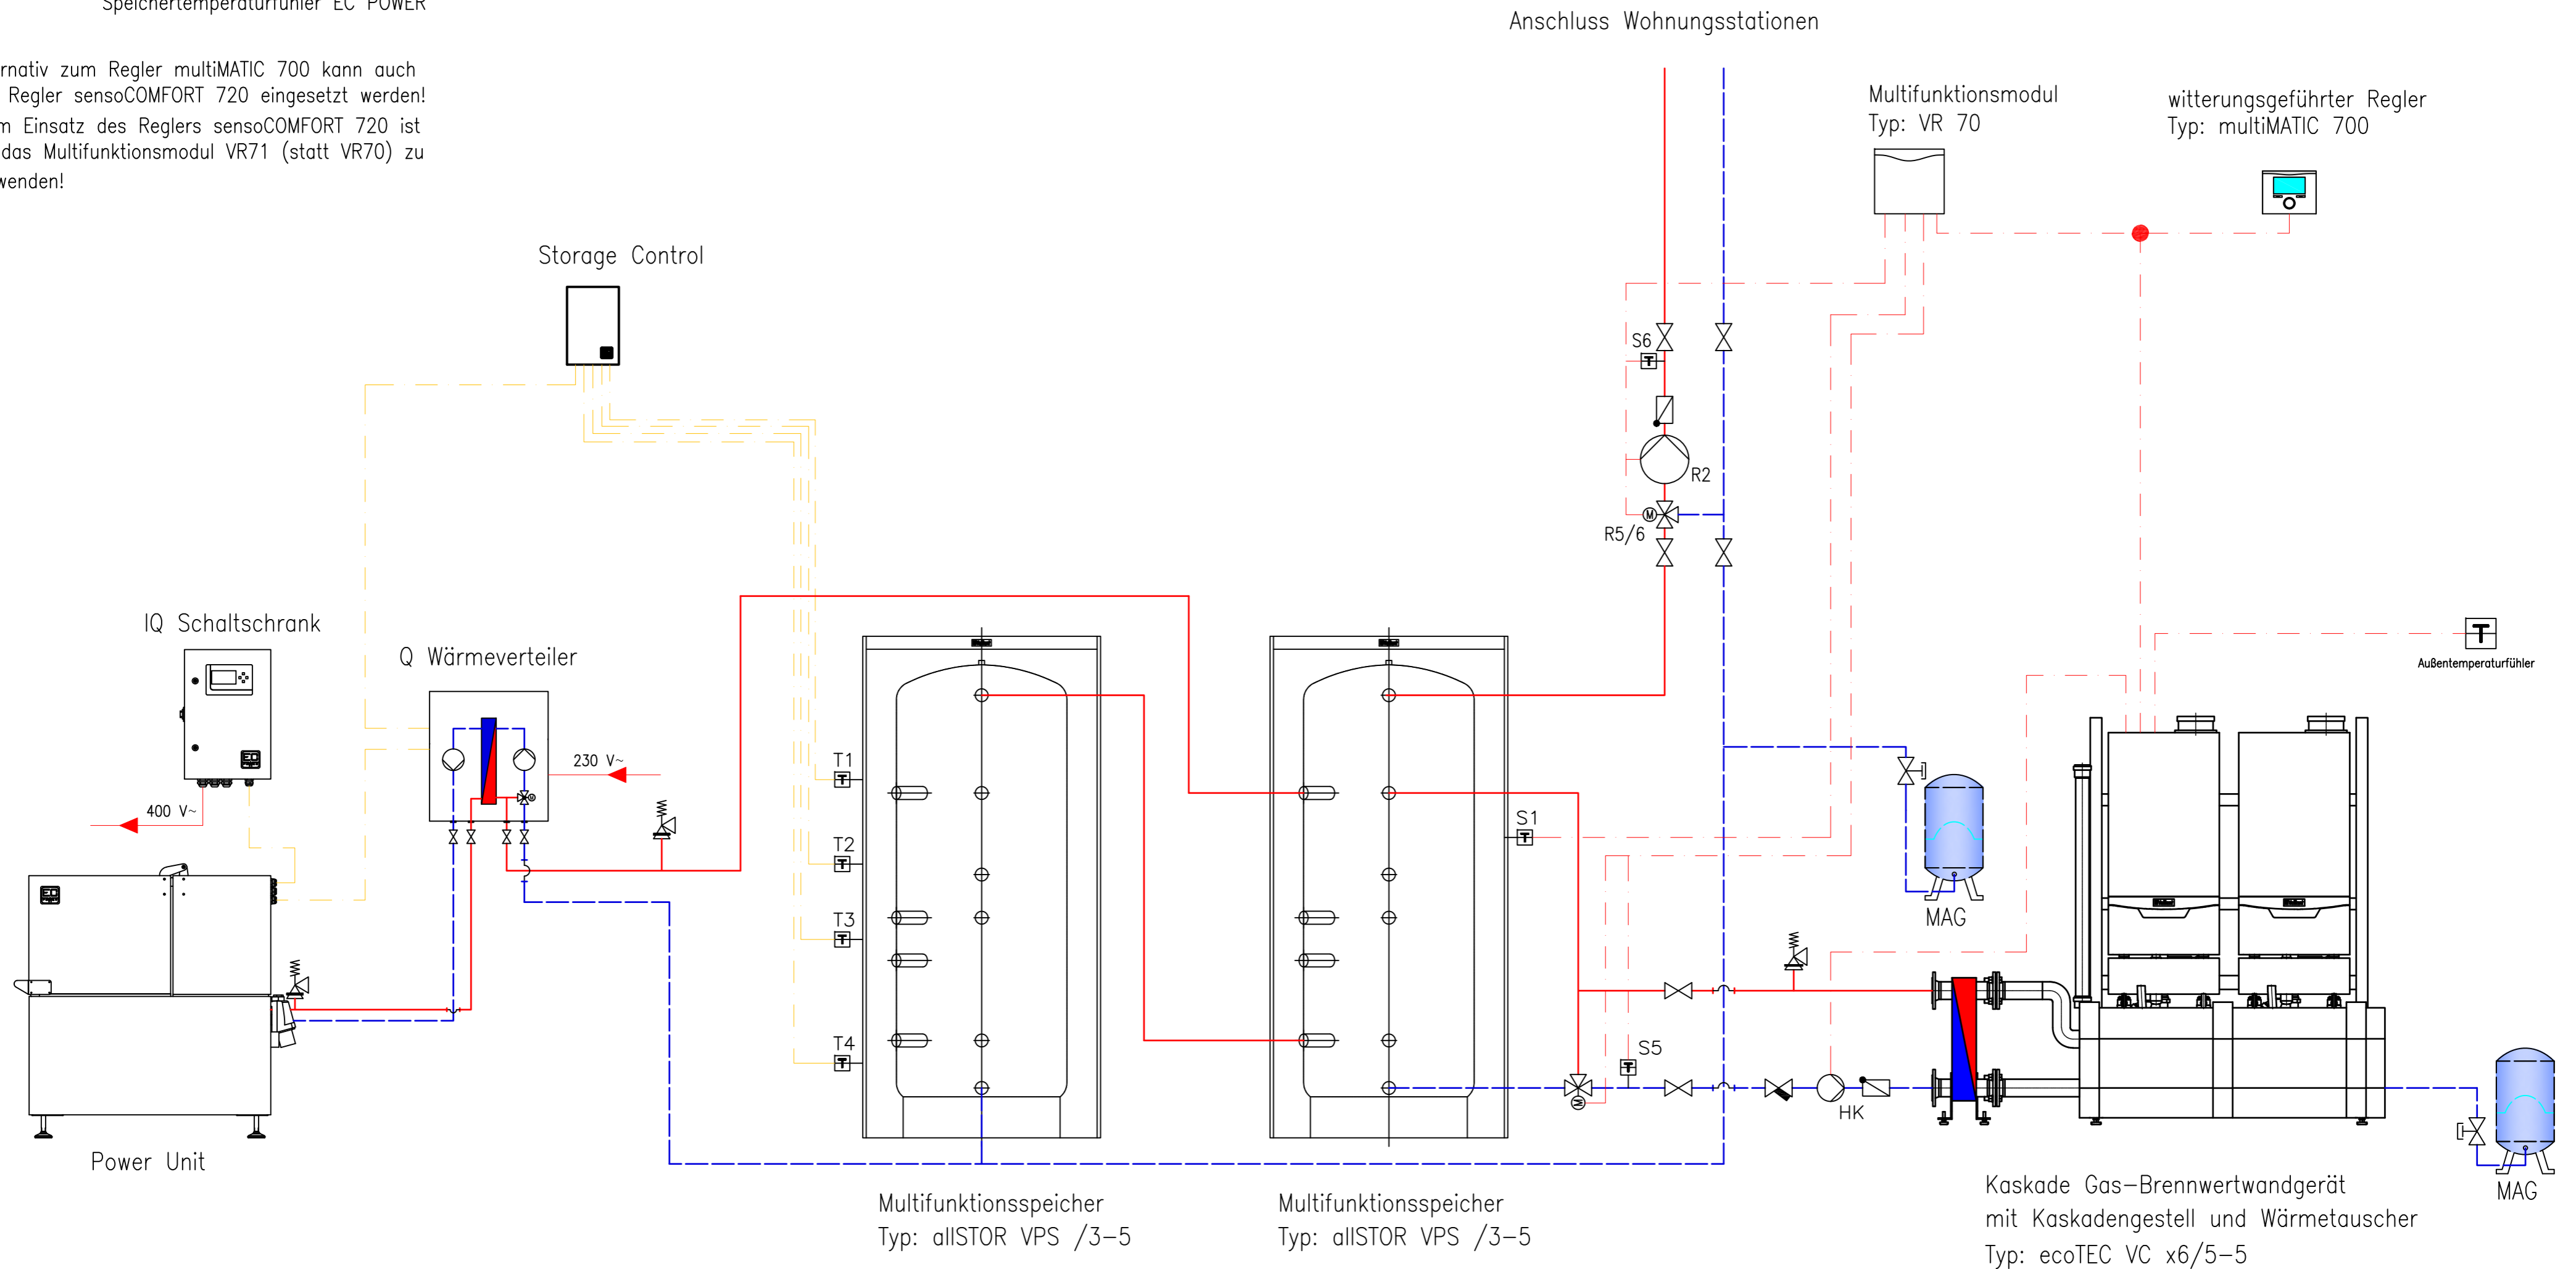 Speichertemperaturfühler EC POWER
rnativ zum Regler multiMATIC 700 kann auch
Regler sensoCOMFORT 720 eingesetzt werden!
m Einsatz des Reglers sensoCOMFORT 720 ist
das Multifunktionsmodul VR71 (statt VR70) zu
wenden!
Anschluss Wohnungsstationen
Multifunktionsmodul
Typ: VR 70
witterungsgeführter Regler
Typ: multiMATIC 700
Storage Control
S6
T
R2
M
R5/6
IQ Schaltschrank
Q Wärmeverteiler
T
Außentemperaturfühler
230 V~
400 V~
T1
T
T2
T
T3
T
T4
T
S1
T
S5
T
M
HK
MAG
MAG
Power Unit
Multifunktionsspeicher
Typ: allSTOR VPS /3-5
Multifunktionsspeicher
Typ: allSTOR VPS /3-5
Kaskade Gas-Brennwertwandgerät
mit Kaskadengestell und Wärmetauscher
Typ: ecoTEC VC x6/5-5